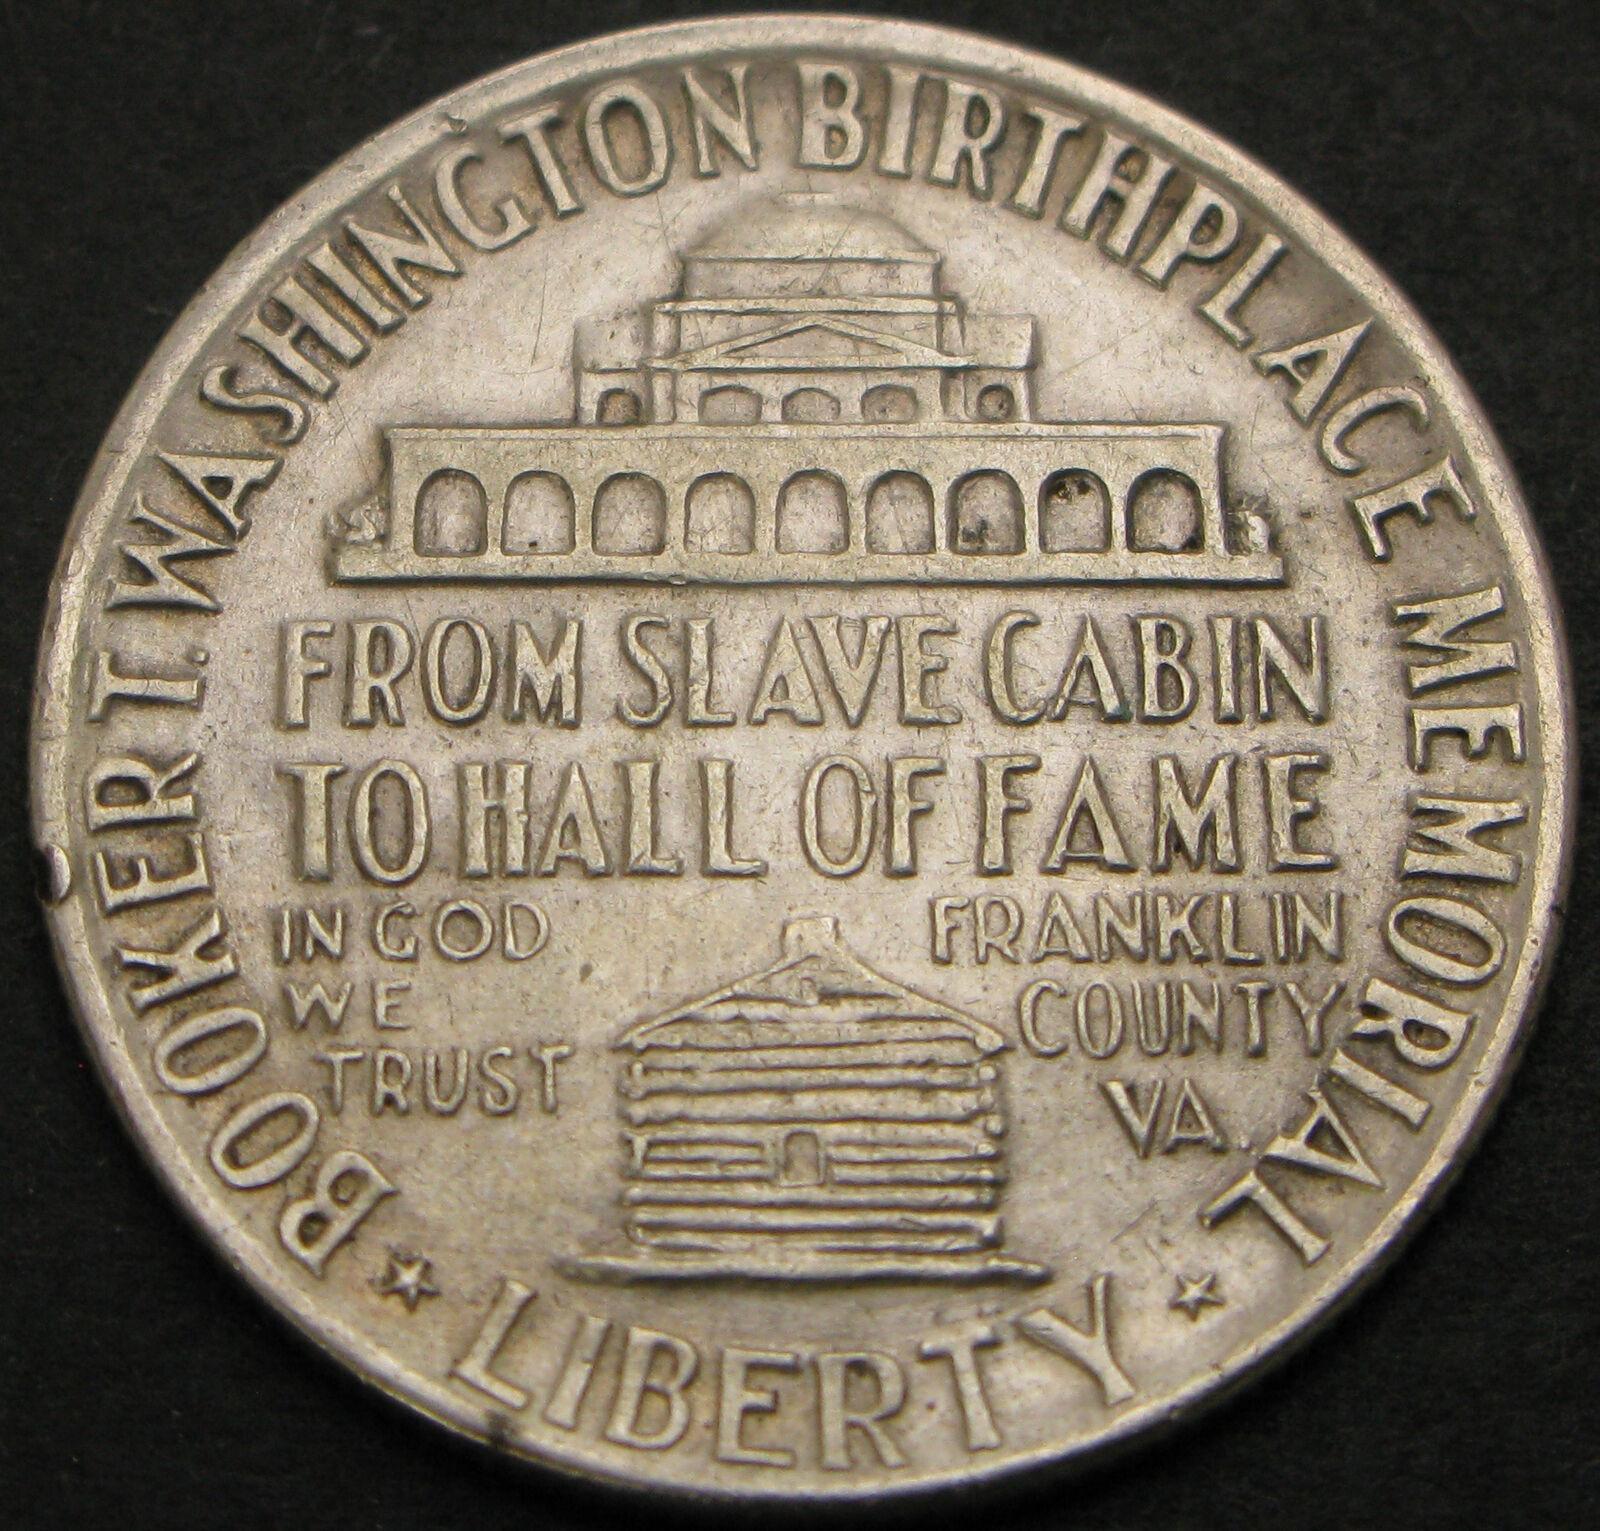 BOOKER T. WASHINGTON BIRTHPLACE MEMORIAL
FROM SLAVE CABIN
TO HALL OF FAME
IN GOD
WE
TRUST
FRANKLIN
COUNTY
VA
LIBERTY